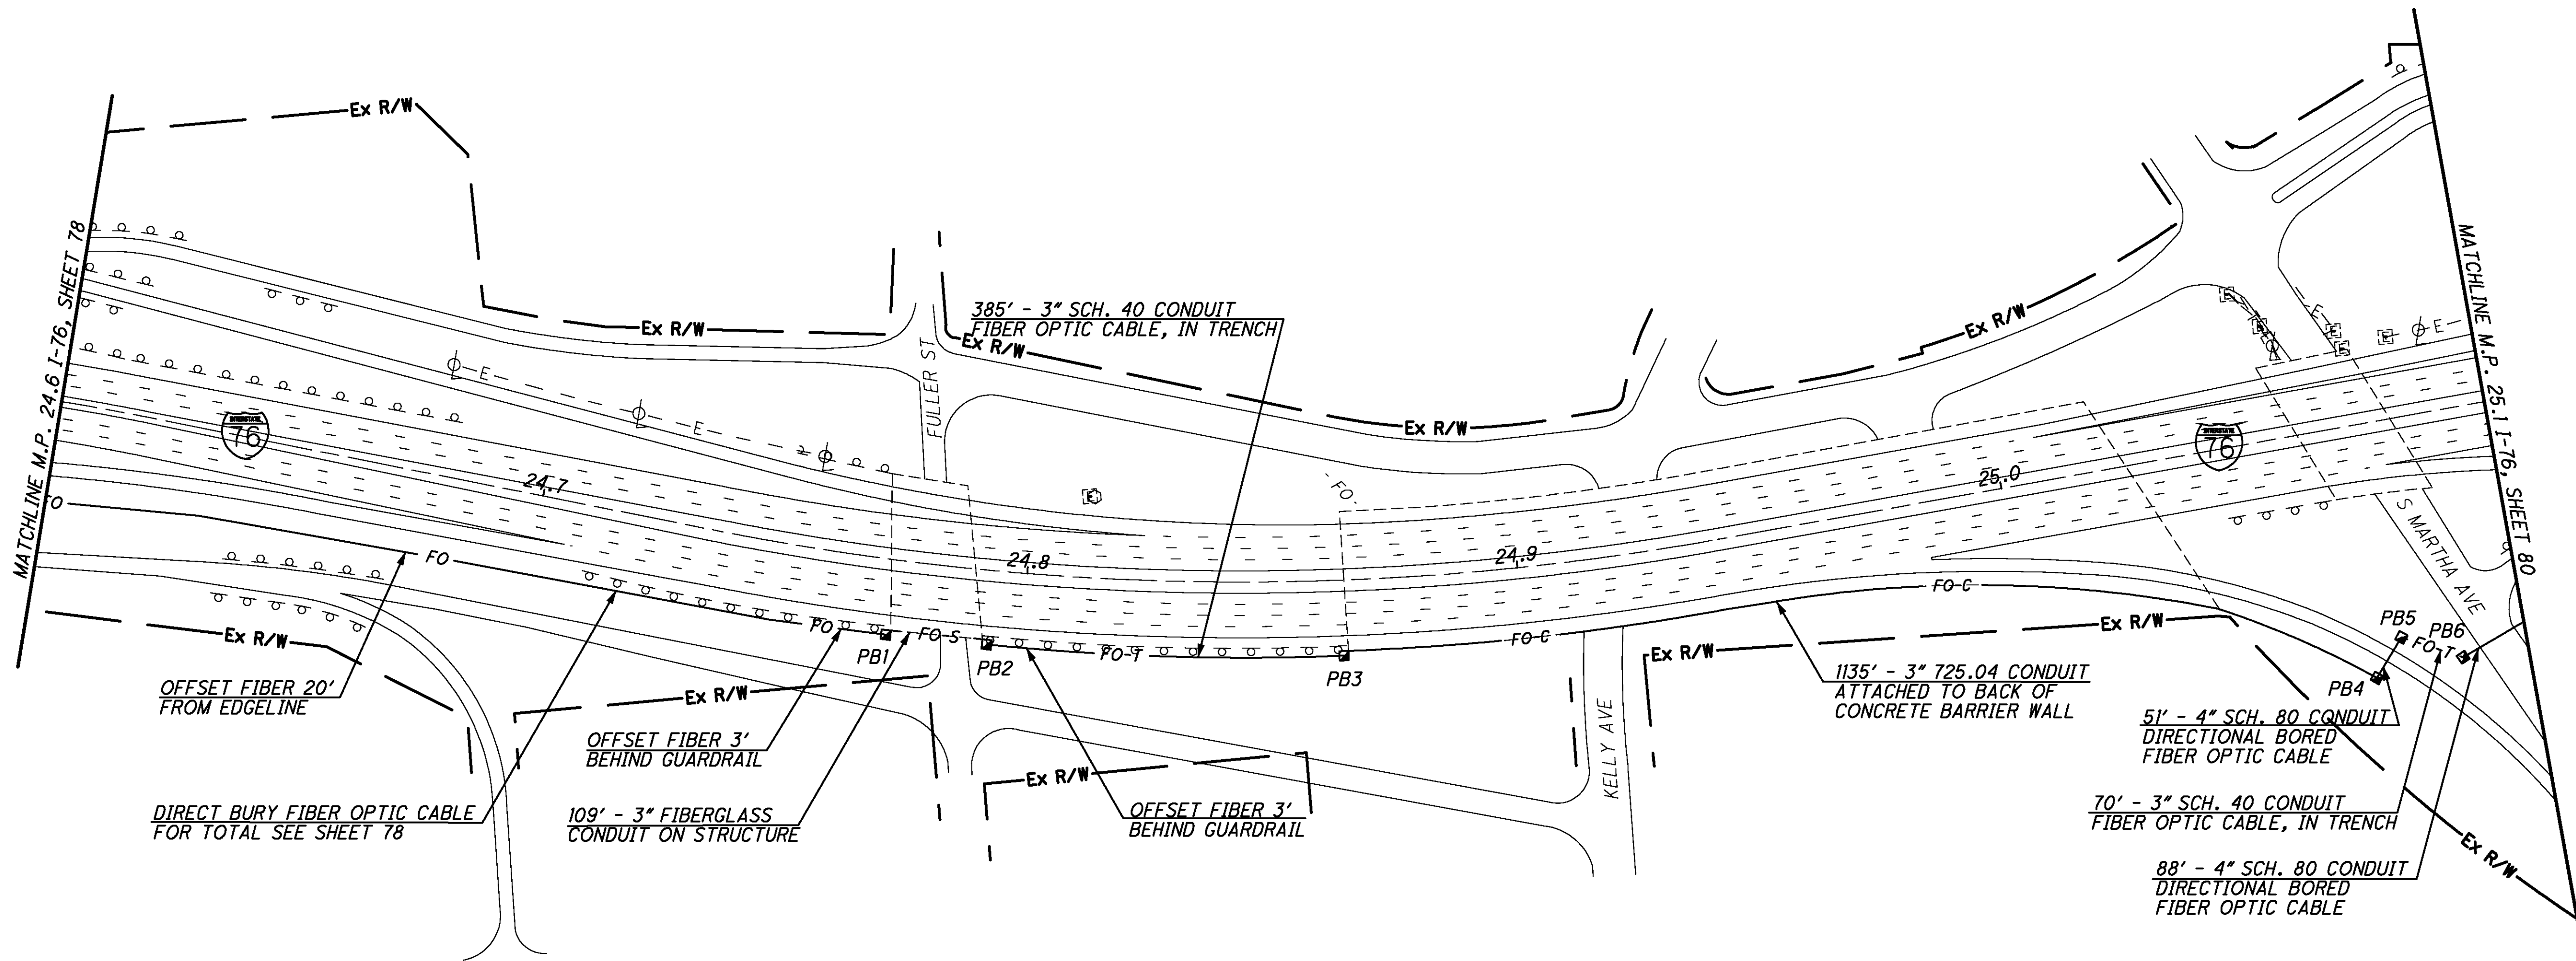 Ex R/W
MATCHLINE M.P. 24.6 I-76, SHEET 78
MATCHLINE M.P. 25.1 I-76, SHEET 80
385' - 3" SCH. 40 CONDUIT
FIBER OPTIC CABLE, IN TRENCH
Ex R/W
Ex R/W
Ex R/W
Ex R/W
FULLER ST
E
E
E
E
E
E
E
E
E
INTERSTATE
76
24.7
24.8
24.9
25.0
INTERSTATE
76
FO
FO
FO
FO
FO-S
FO-T
FO-C
FO-C
FO-T
PB1
PB2
PB3
PB4
PB5
PB6
S MARTHA AVE
KELLY AVE
Ex R/W
Ex R/W
Ex R/W
Ex R/W
Ex R/W
Ex R/W
OFFSET FIBER 20'
FROM EDGELINE
OFFSET FIBER 3'
BEHIND GUARDRAIL
DIRECT BURY FIBER OPTIC CABLE
FOR TOTAL SEE SHEET 78
109' - 3" FIBERGLASS
CONDUIT ON STRUCTURE
OFFSET FIBER 3'
BEHIND GUARDRAIL
1135' - 3" 725.04 CONDUIT
ATTACHED TO BACK OF
CONCRETE BARRIER WALL
51' - 4" SCH. 80 CONDUIT
DIRECTIONAL BORED
FIBER OPTIC CABLE
70' - 3" SCH. 40 CONDUIT
FIBER OPTIC CABLE, IN TRENCH
88' - 4" SCH. 80 CONDUIT
DIRECTIONAL BORED
FIBER OPTIC CABLE